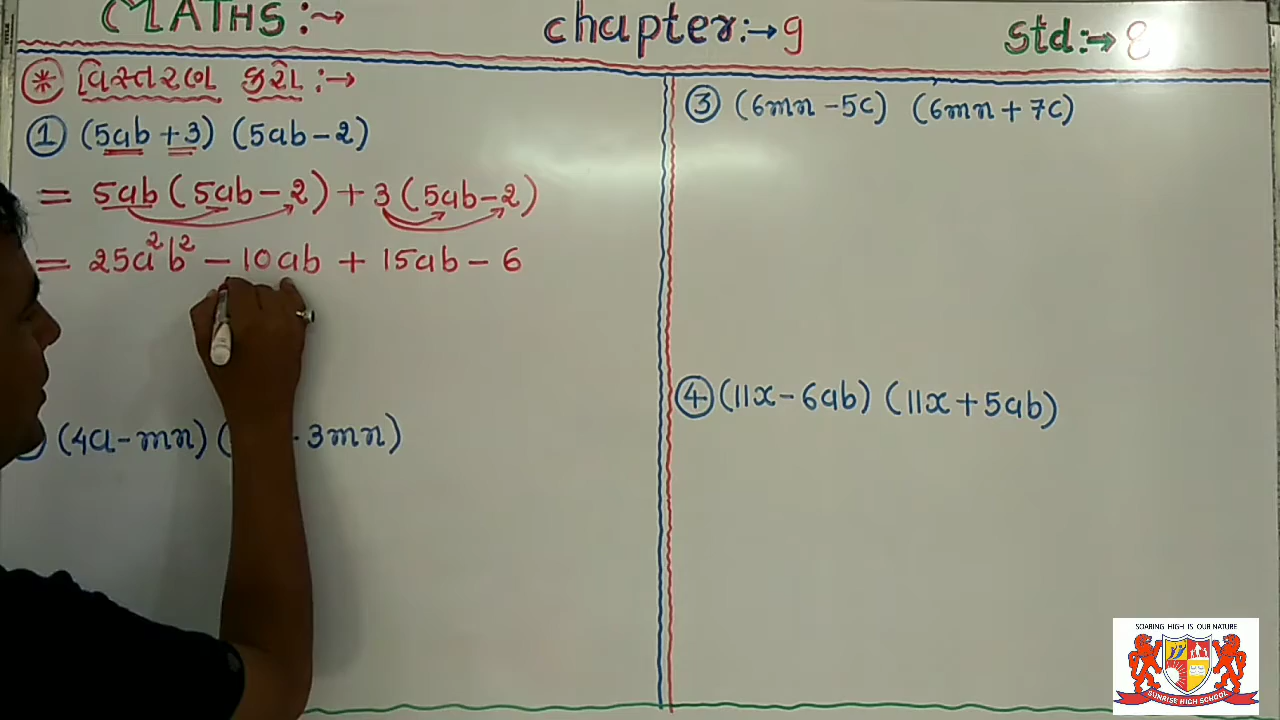 MATHS:→
chapter:→9
Std:→8
* વિસ્તરણ કરો:→
① (5ab + 3) (5ab - 2)
= 5ab (5ab - 2) + 3 (5ab - 2)
= 25a²b² - 10ab + 15ab - 6
(4a - mn) ( 3mn)
③ (6mn - 5c) (6mn + 7c)
④ (11x - 6ab) (11x + 5ab)
SOARING HIGH IS OUR NATURE
SUNRISE HIGH SCHOOL